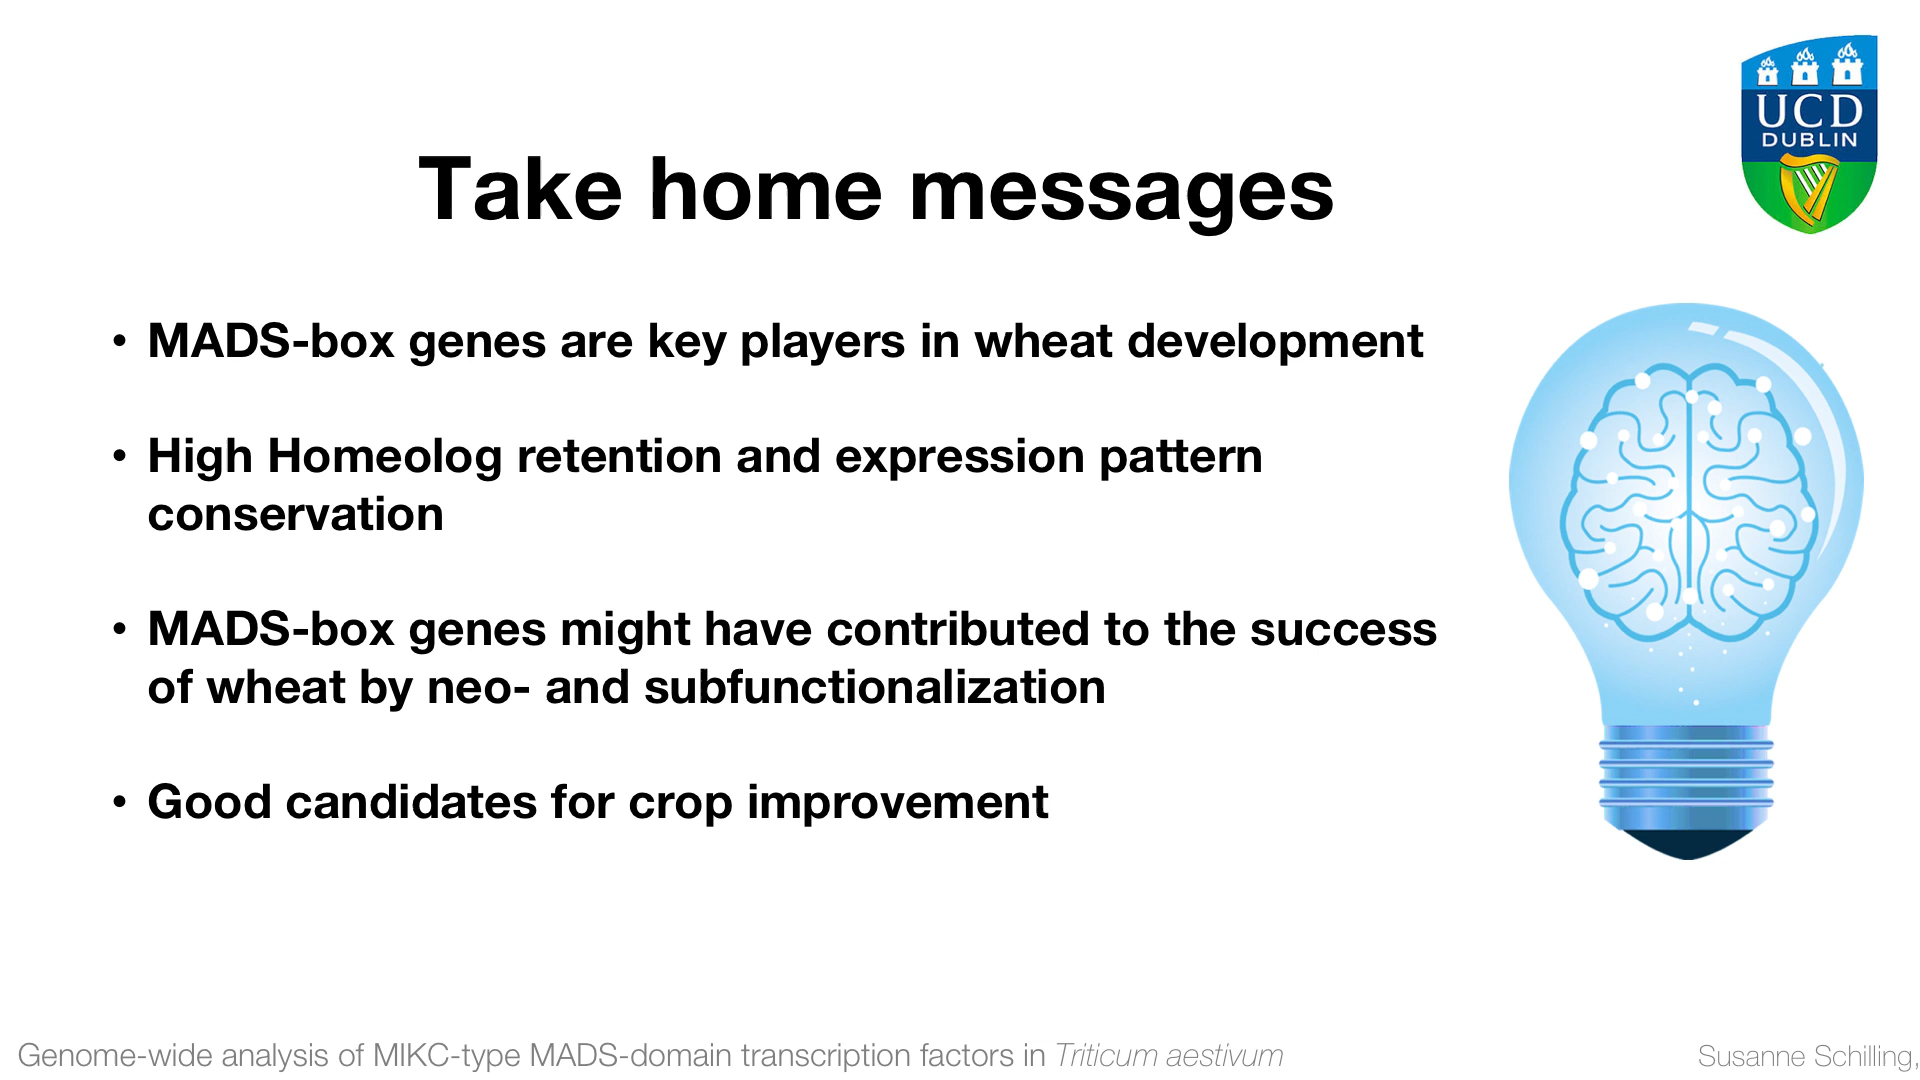 UCD
DUBLIN
Take home messages
• MADS-box genes are key players in wheat development
• High Homeolog retention and expression pattern
conservation
• MADS-box genes might have contributed to the success
of wheat by neo- and subfunctionalization
• Good candidates for crop improvement
Genome-wide analysis of MIKC-type MADS-domain transcription factors in Triticum aestivum
Susanne Schilling,